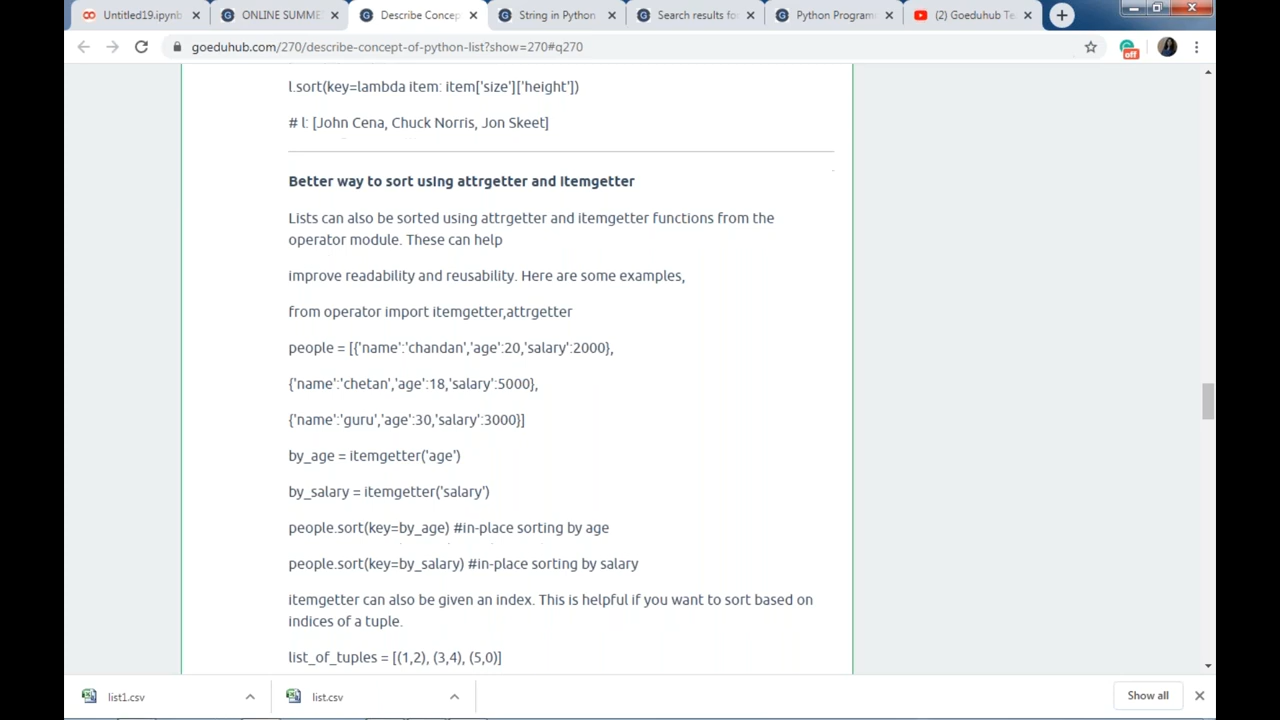 Untitled19.ipynb
ONLINE SUMME
Describe Concep
String in Python
Search results fo
Python Program
(2) Goeduhub Te
goeduhub.com/270/describe-concept-of-python-list?show=270#q270
off
l.sort(key=lambda item: item['size']['height'])
# l: [John Cena, Chuck Norris, Jon Skeet]
Better way to sort using attrgetter and itemgetter
Lists can also be sorted using attrgetter and itemgetter functions from the
operator module. These can help
improve readability and reusability. Here are some examples,
from operator import itemgetter,attrgetter
people = [{'name':'chandan','age':20,'salary':2000},
{'name':'chetan','age':18,'salary':5000},
{'name':'guru','age':30,'salary':3000}]
by_age = itemgetter('age')
by_salary = itemgetter('salary')
people.sort(key=by_age) #in-place sorting by age
people.sort(key=by_salary) #in-place sorting by salary
itemgetter can also be given an index. This is helpful if you want to sort based on
indices of a tuple.
list_of_tuples = [(1,2), (3,4), (5,0)]
list1.csv
list.csv
Show all